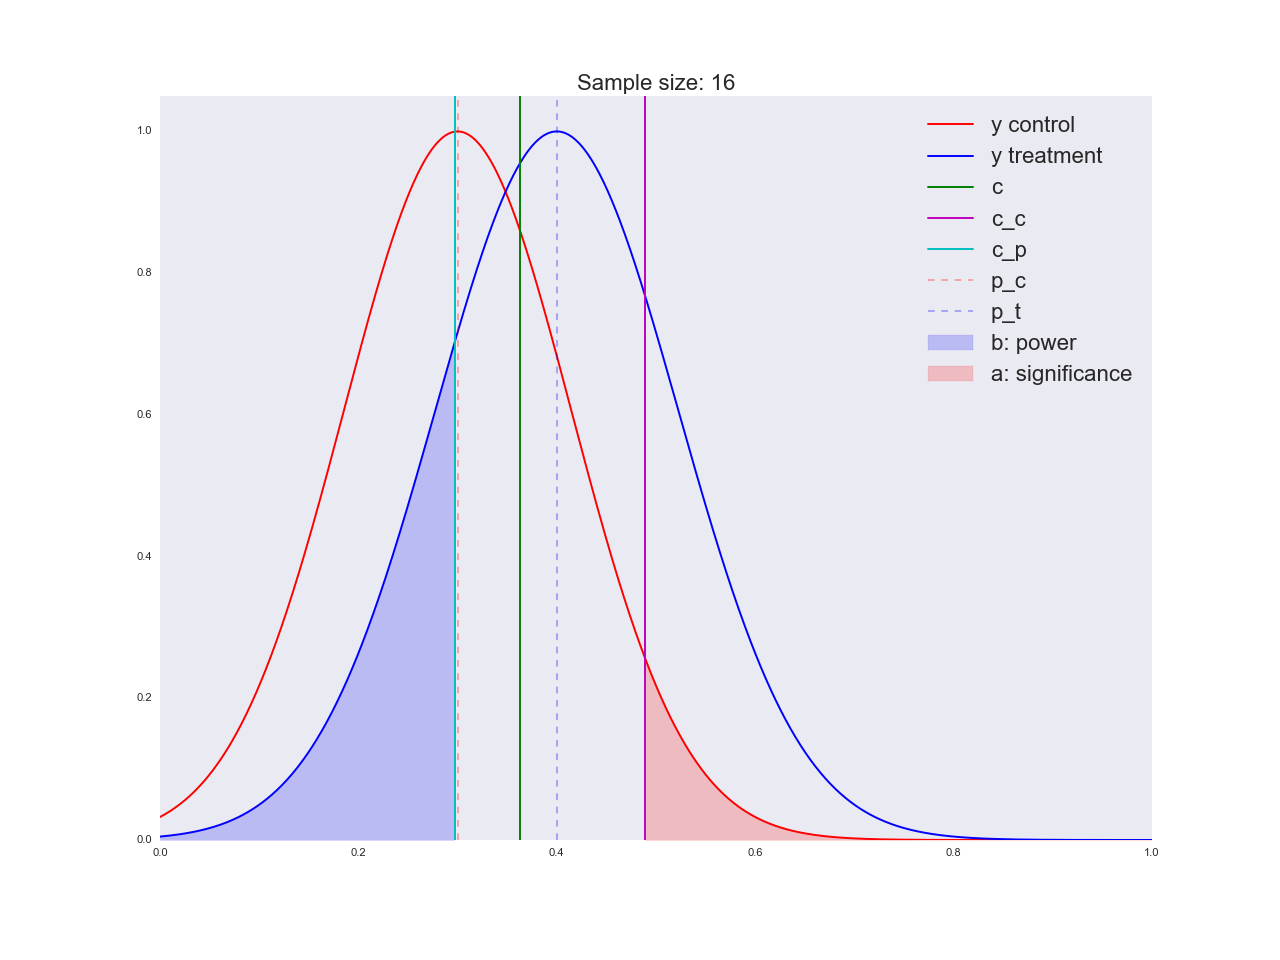 Sample size: 16
1.0
0.8
0.6
0.4
0.2
0.0
0.0 0.2 0.4 0.6 0.8 1.0
y control
y treatment
c
c_c
c_p
p_c
p_t
b: power
a: significance